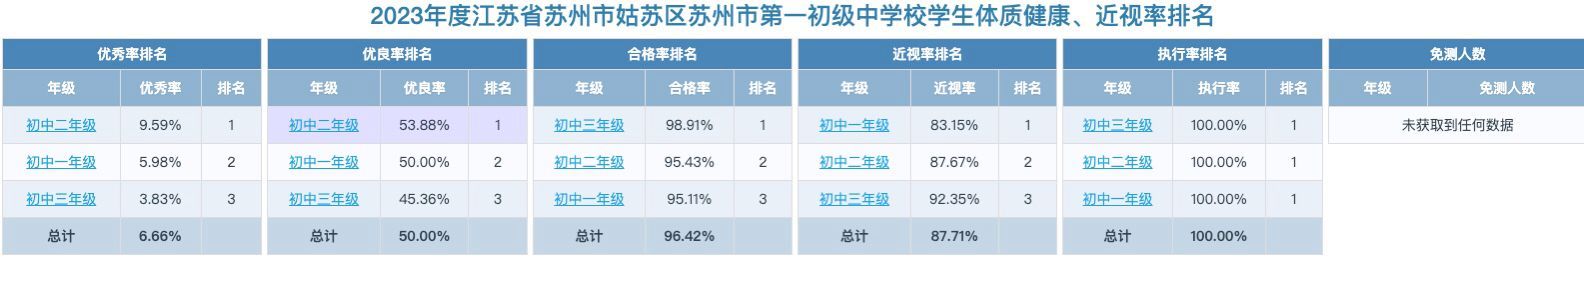 2023年度江苏省苏州市姑苏区苏州市第一初级中学校学生体质健康、近视率排名
优秀率排名 优良率排名 合格率排名 近视率排名 执行率排名 免测人数
年级 优秀率 排名 年级 优良率 排名 年级 合格率 排名 年级 近视率 排名 年级 执行率 排名 年级 免测人数
初中二年级 9.59% 1 初中二年级 53.88% 1 初中三年级 98.91% 1 初中一年级 83.15% 1 初中三年级 100.00% 1 未获取到任何数据
初中一年级 5.98% 2 初中一年级 50.00% 2 初中二年级 95.43% 2 初中二年级 87.67% 2 初中二年级 100.00% 1
初中三年级 3.83% 3 初中三年级 45.36% 3 初中一年级 95.11% 3 初中三年级 92.35% 3 初中一年级 100.00% 1
总计 6.66% 总计 50.00% 总计 96.42% 总计 87.71% 总计 100.00%